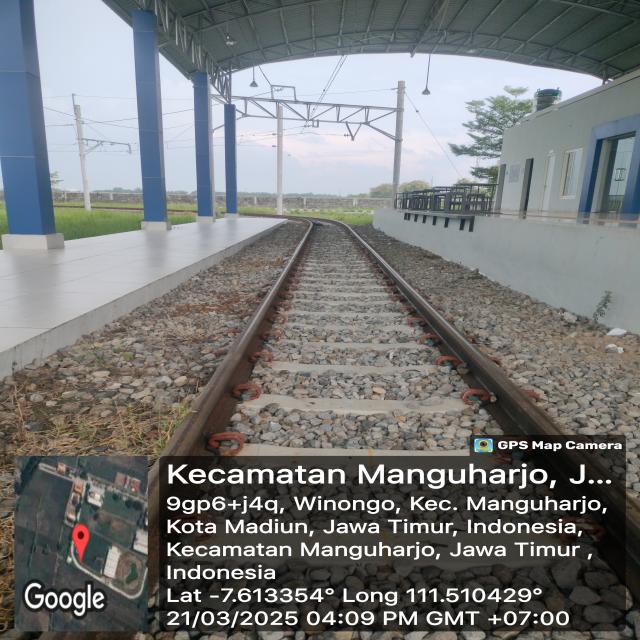 GPS Map Camera
Kecamatan Manguharjo, J...
9gp6+j4q, Winongo, Kec. Manguharjo,
Kota Madiun, Jawa Timur, Indonesia,
Kecamatan Manguharjo, Jawa Timur ,
Indonesia
Lat -7.613354° Long 111.510429°
21/03/2025 04:09 PM GMT +07:00
Google